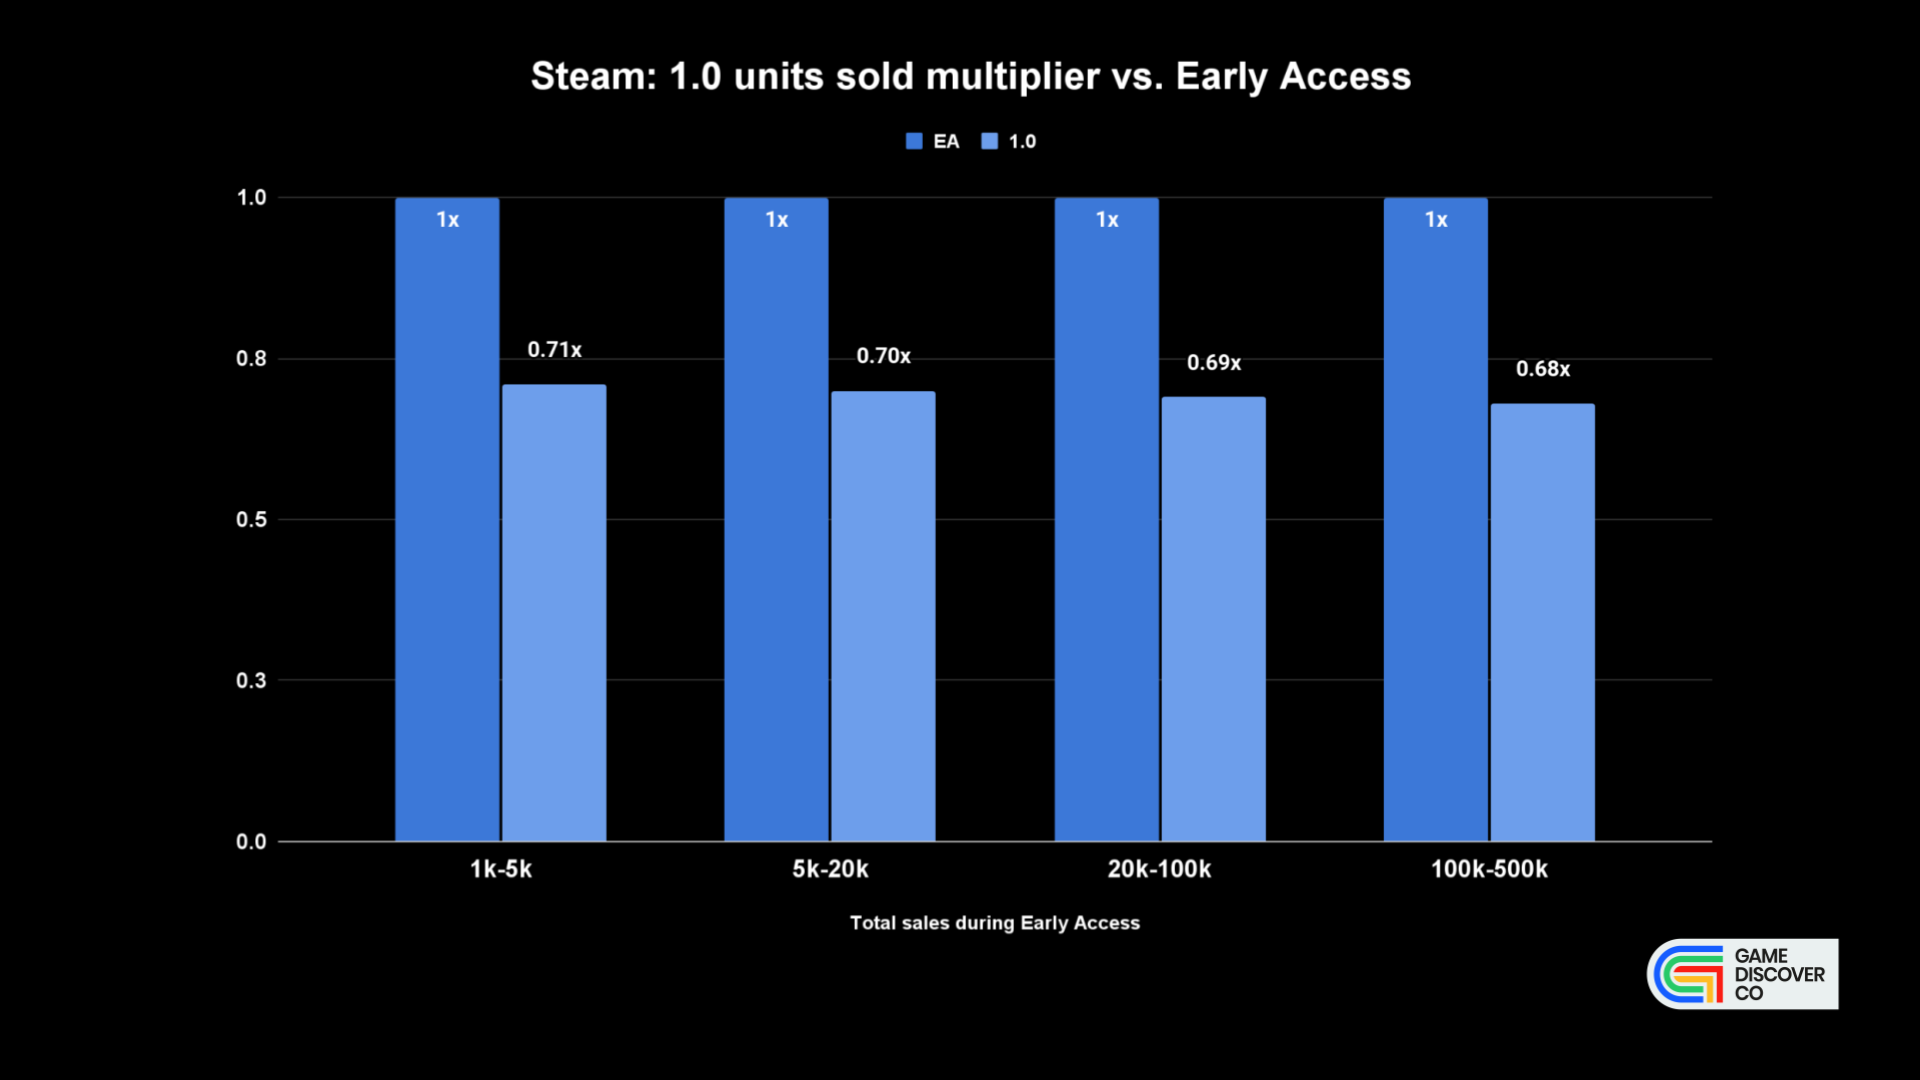 Steam: 1.0 units sold multiplier vs. Early Access
EA 1.0
1.0
1x 1x 1x 1x
0.71x 0.70x 0.69x 0.68x
0.8
0.5
0.3
0.0
1k-5k 5k-20k 20k-100k 100k-500k
Total sales during Early Access
GAME
DISCOVER
CO